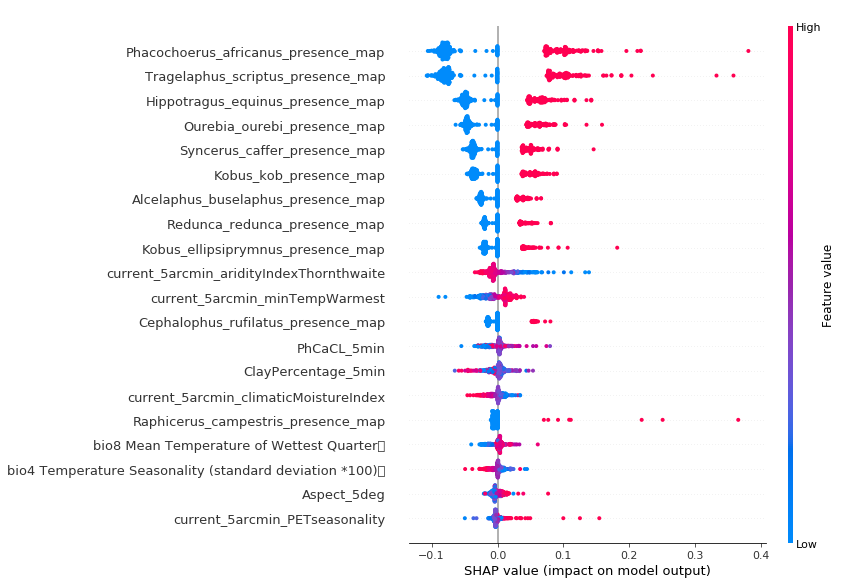 High
Phacochoerus_africanus_presence_map
Tragelaphus_scriptus_presence_map
Hippotragus_equinus_presence_map
Ourebia_ourebi_presence_map
Syncerus_caffer_presence_map
Kobus_kob_presence_map
Alcelaphus_buselaphus_presence_map
Redunca_redunca_presence_map
Kobus_ellipsiprymnus_presence_map
current_5arcmin_aridityIndexThornthwaite
current_5arcmin_minTempWarmest
Cephalophus_rufilatus_presence_map
PhCaCL_5min
ClayPercentage_5min
current_5arcmin_climaticMoistureIndex
Raphicerus_campestris_presence_map
bio8 Mean Temperature of Wettest Quarter
bio4 Temperature Seasonality (standard deviation *100)
Aspect_5deg
current_5arcmin_PETseasonality
Feature value
Low
−0.1 0.0 0.1 0.2 0.3 0.4
SHAP value (impact on model output)